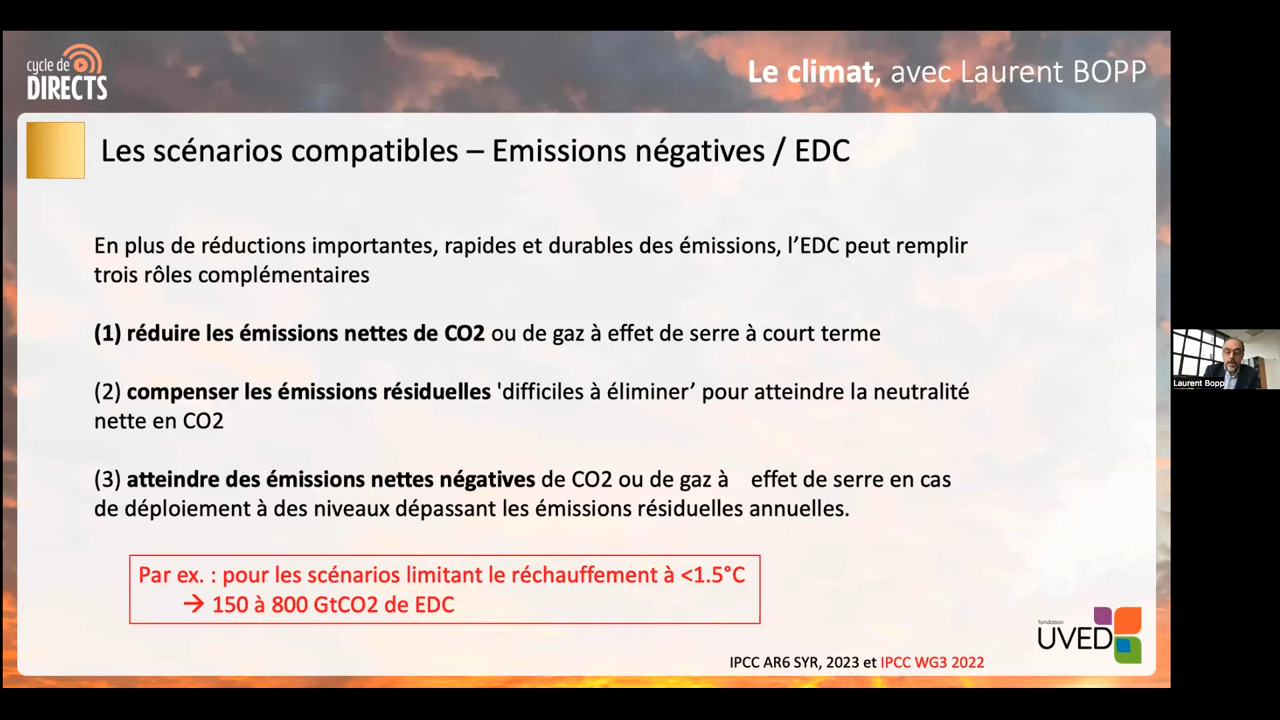 cycle de
DIRECTS
Le climat, avec Laurent BOPP
Les scénarios compatibles – Emissions négatives / EDC
En plus de réductions importantes, rapides et durables des émissions, l’EDC peut remplir
trois rôles complémentaires
(1) réduire les émissions nettes de CO2 ou de gaz à effet de serre à court terme
(2) compenser les émissions résiduelles 'difficiles à éliminer’ pour atteindre la neutralité
nette en CO2
(3) atteindre des émissions nettes négatives de CO2 ou de gaz à effet de serre en cas
de déploiement à des niveaux dépassant les émissions résiduelles annuelles.
Par ex. : pour les scénarios limitant le réchauffement à <1.5°C
→ 150 à 800 GtCO2 de EDC
fondation
UVED
IPCC AR6 SYR, 2023 et IPCC WG3 2022
Laurent Bopp